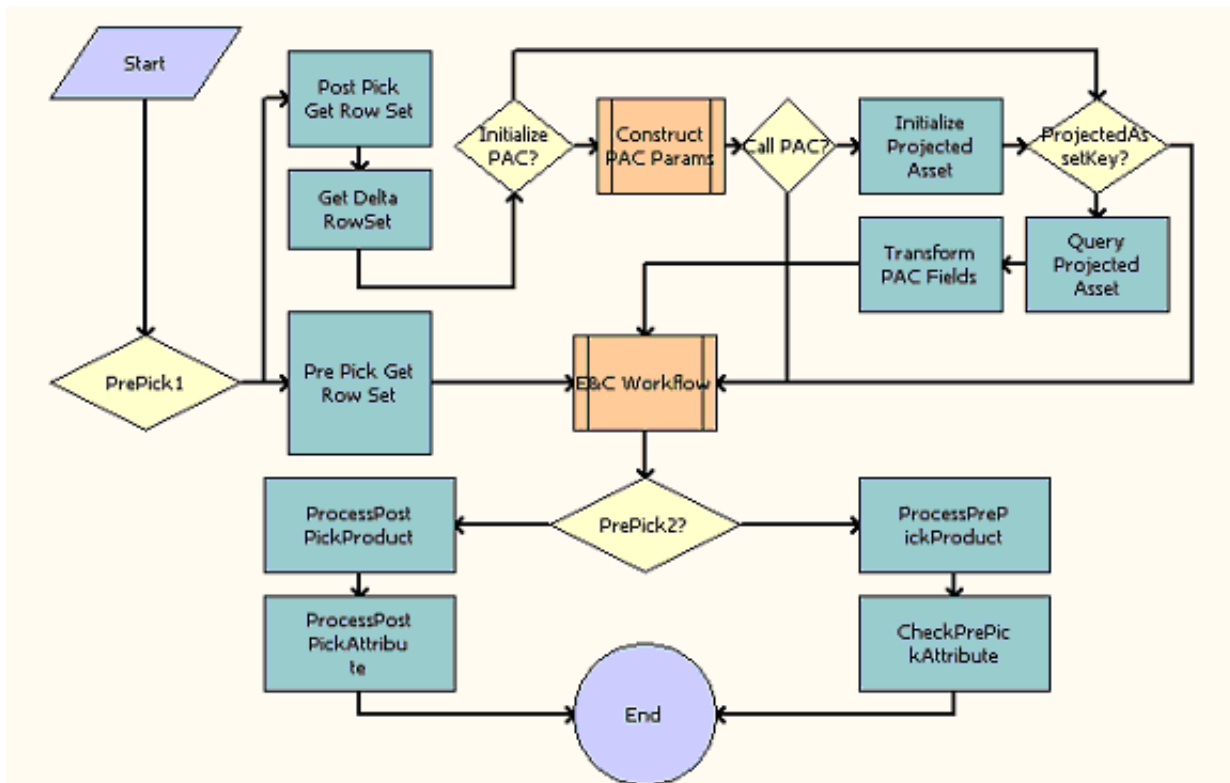 Start
Post Pick
Get Row Set
Initialize
PAC?
Construct
PAC Params
Call PAC?
Initialize
Projected
Asset
ProjectedAs
setKey?
Get Delta
RowSet
Transform
PAC Fields
Query
Projected
Asset
PrePick1
Pre Pick Get
Row Set
E&C Workflow
ProcessPost
PickProduct
PrePick2?
ProcessPreP
ickProduct
ProcessPost
PickAttribu
te
CheckPrePic
kAttribute
End